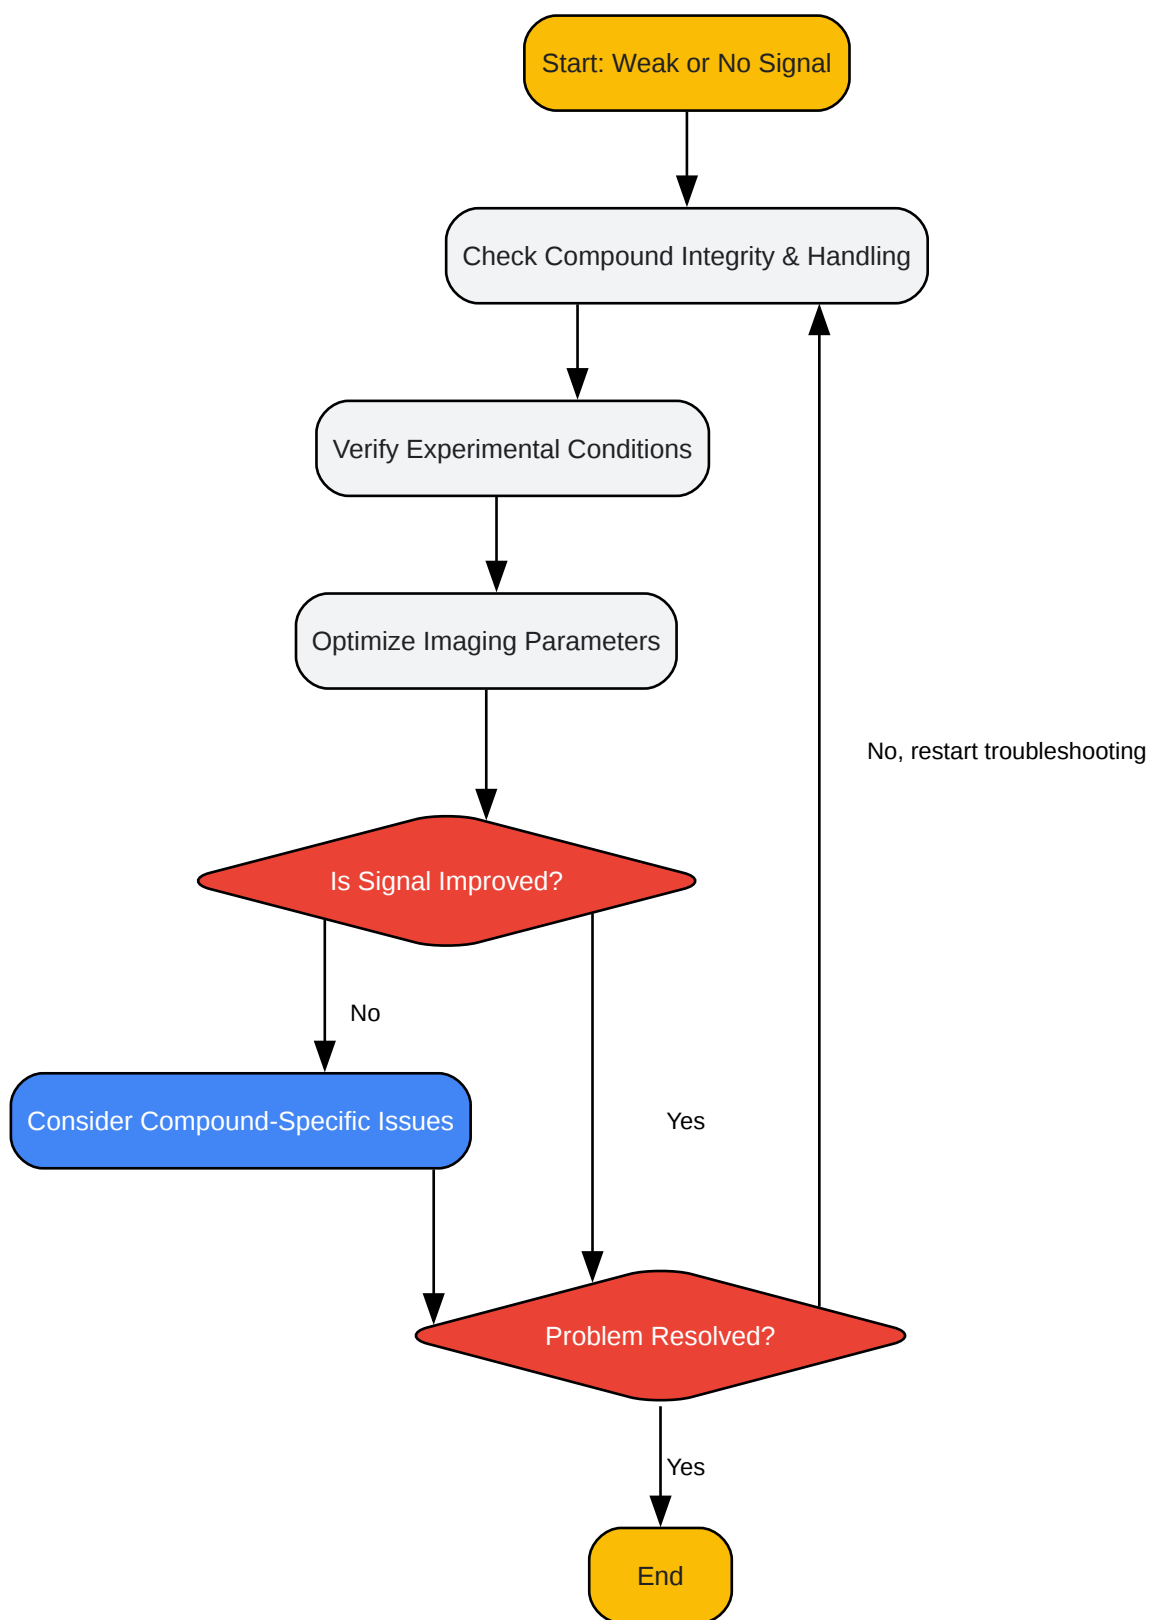 Start: Weak or No Signal
Check Compound Integrity & Handling
Verify Experimental Conditions
Optimize Imaging Parameters
No, restart troubleshooting
Is Signal Improved?
No
Consider Compound-Specific Issues
Yes
Problem Resolved?
Yes
End